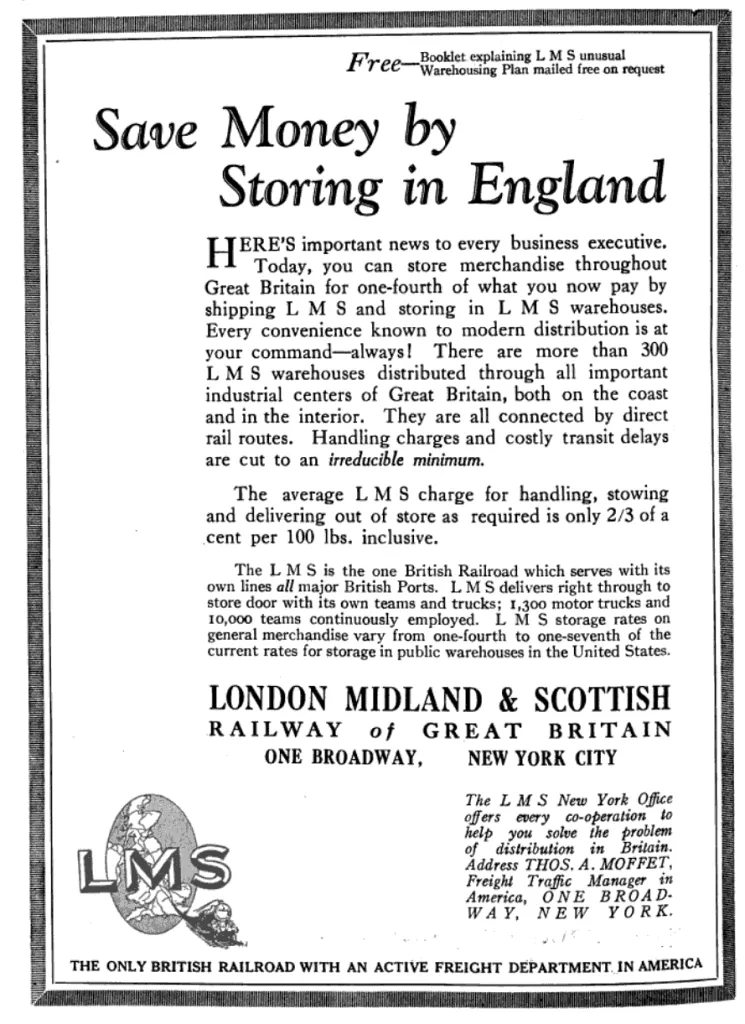 Free—Booklet explaining L M S unusual
Warehousing Plan mailed free on request
Save Money by
Storing in England
HERE'S important news to every business executive.
Today, you can store merchandise throughout
Great Britain for one-fourth of what you now pay by
shipping L M S and storing in L M S warehouses.
Every convenience known to modern distribution is at
your command—always! There are more than 300
L M S warehouses distributed through all important
industrial centers of Great Britain, both on the coast
and in the interior. They are all connected by direct
rail routes. Handling charges and costly transit delays
are cut to an irreducible minimum.
The average L M S charge for handling, stowing
and delivering out of store as required is only 2/3 of a
cent per 100 lbs. inclusive.
The L M S is the one British Railroad which serves with its
own lines all major British Ports. L M S delivers right through to
store door with its own teams and trucks; 1,300 motor trucks and
10,000 teams continuously employed. L M S storage rates on
general merchandise vary from one-fourth to one-seventh of the
current rates for storage in public warehouses in the United States.
LONDON MIDLAND & SCOTTISH
RAILWAY of GREAT BRITAIN
ONE BROADWAY, NEW YORK CITY
The L M S New York Office
offers every co-operation to
help you solve the problem
of distribution in Britain.
Address THOS. A. MOFFET,
Freight Traffic Manager in
America, ONE BROAD-
WAY, NEW YORK.
LMS
THE ONLY BRITISH RAILROAD WITH AN ACTIVE FREIGHT DEPARTMENT IN AMERICA